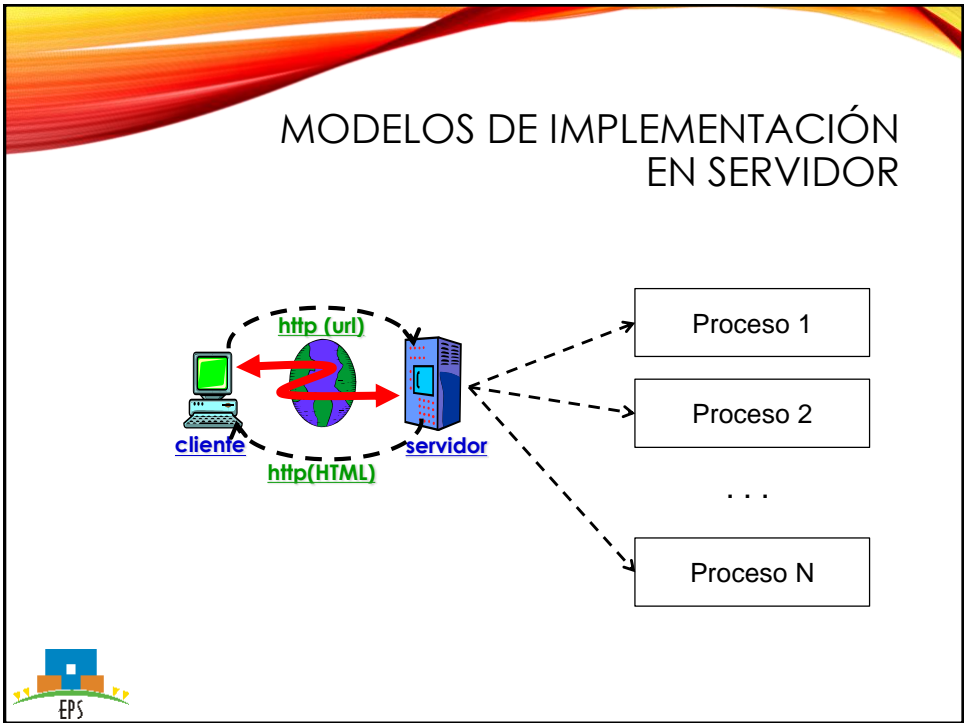 MODELOS DE IMPLEMENTACIÓN
EN SERVIDOR
http (url)
cliente
servidor
http(HTML)
Proceso 1
Proceso 2
. . .
Proceso N
EPS